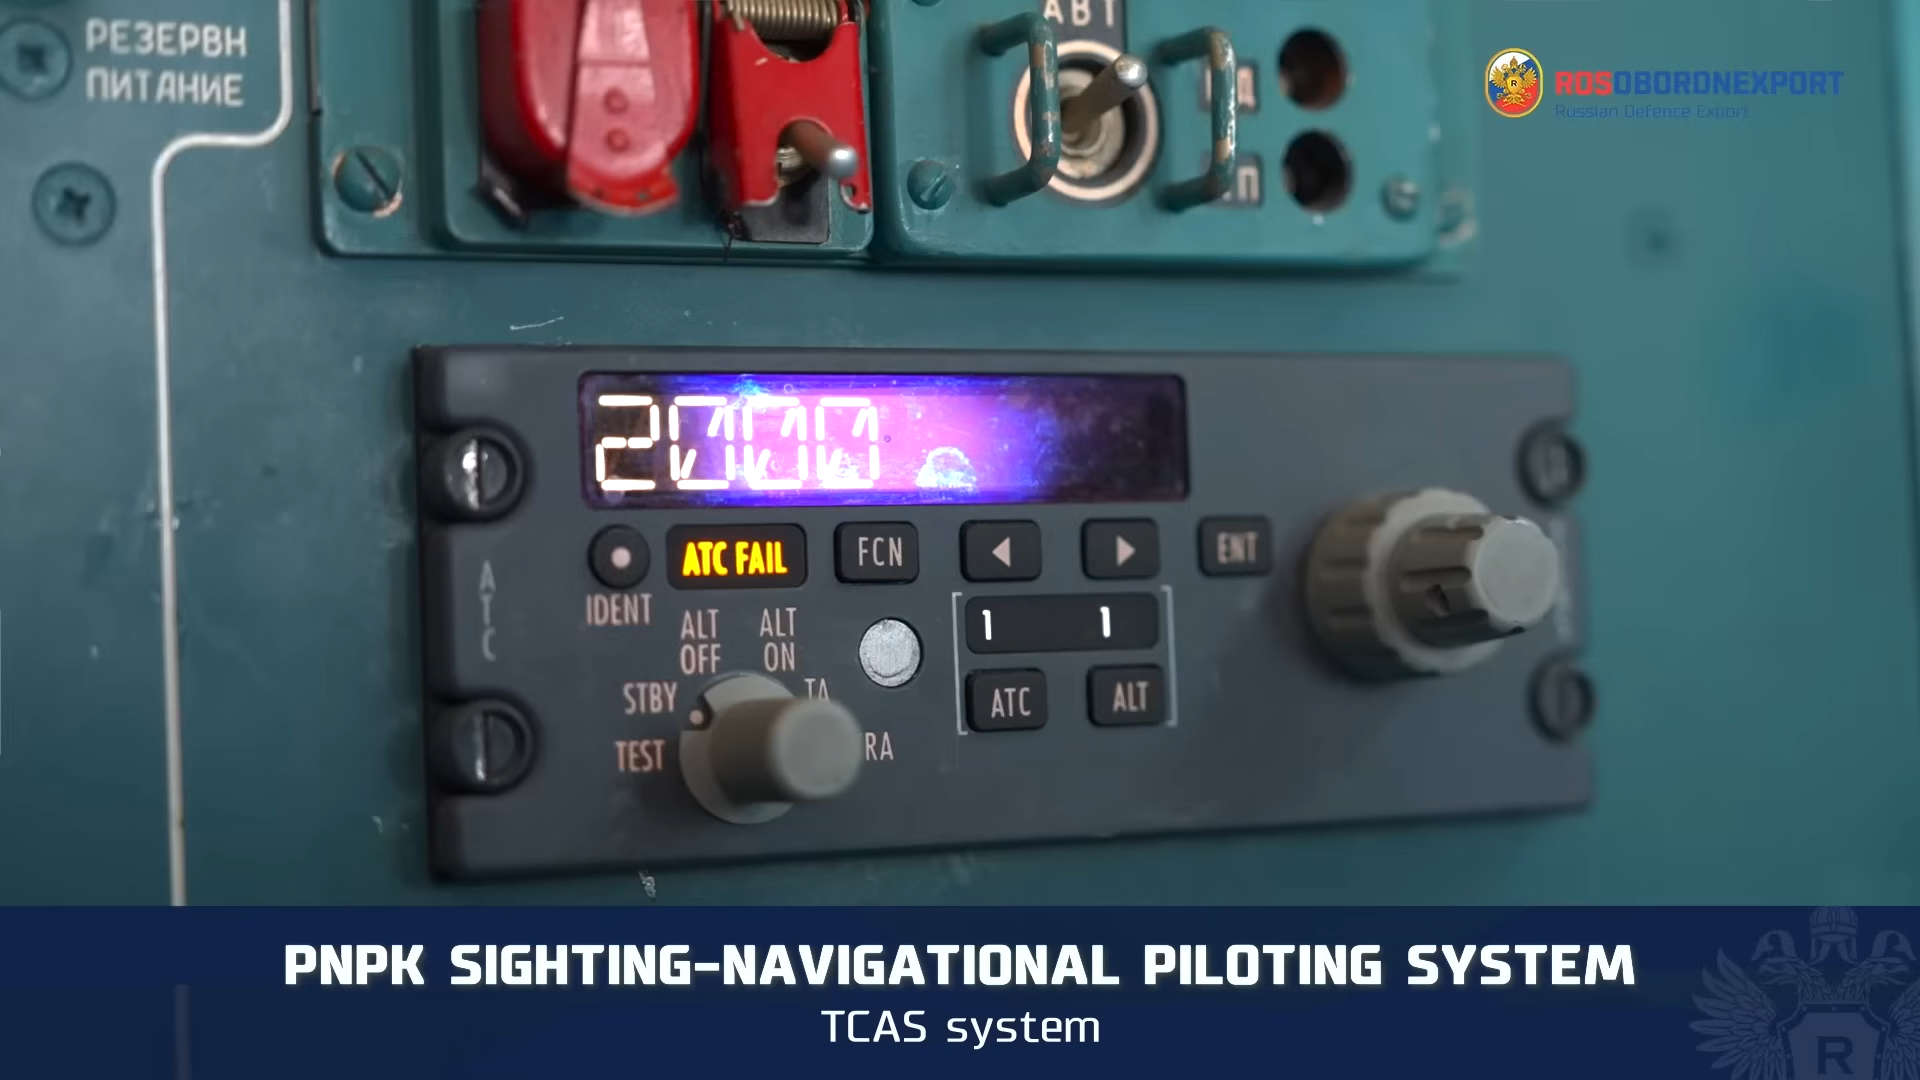 РЕЗЕРВН
ПИТАНИЕ
АВТ
ROSOBORONEXPORT
Russian Defence Export
2000
IDENT
ATC FAIL
FCN
ENT
ATC
ALT
OFF
ALT
ON
STBY
TA
TEST
RA
1 1
ATC
ALT
PNPK SIGHTING-NAVIGATIONAL PILOTING SYSTEM
TCAS system
R